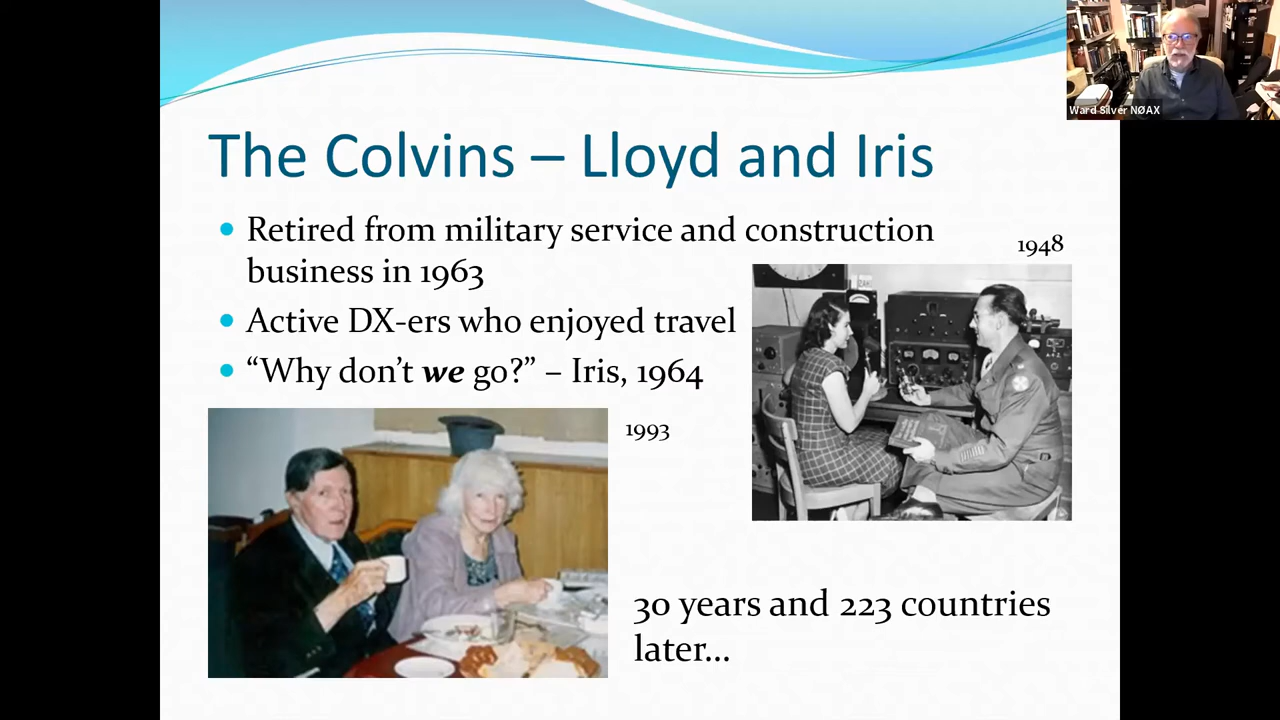 Ward Silver NØAX
The Colvins – Lloyd and Iris
• Retired from military service and construction
business in 1963
1948
• Active DX-ers who enjoyed travel
• “Why don’t we go?” – Iris, 1964
1993
30 years and 223 countries
later...